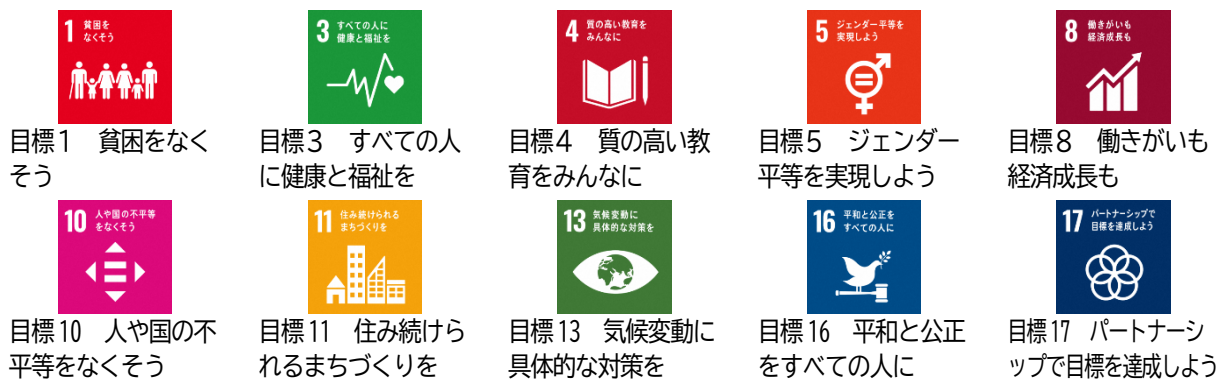 1 貧困を
なくそう
3 すべての人に
健康と福祉を
4 質の高い教育を
みんなに
5 ジェンダー平等を
実現しよう
8 働きがいも
経済成長も
目標1　貧困をなく
そう
目標3　すべての人
に健康と福祉を
目標4　質の高い教
育をみんなに
目標5　ジェンダー
平等を実現しよう
目標8　働きがいも
経済成長も
10 人や国の不平等
をなくそう
11 住み続けられる
まちづくりを
13 気候変動に
具体的な対策を
16 平和と公正を
すべての人に
17 パートナーシップで
目標を達成しよう
目標10　人や国の不
平等をなくそう
目標11　住み続けら
れるまちづくりを
目標13　気候変動に
具体的な対策を
目標16　平和と公正
をすべての人に
目標17　パートナーシ
ップで目標を達成しよう